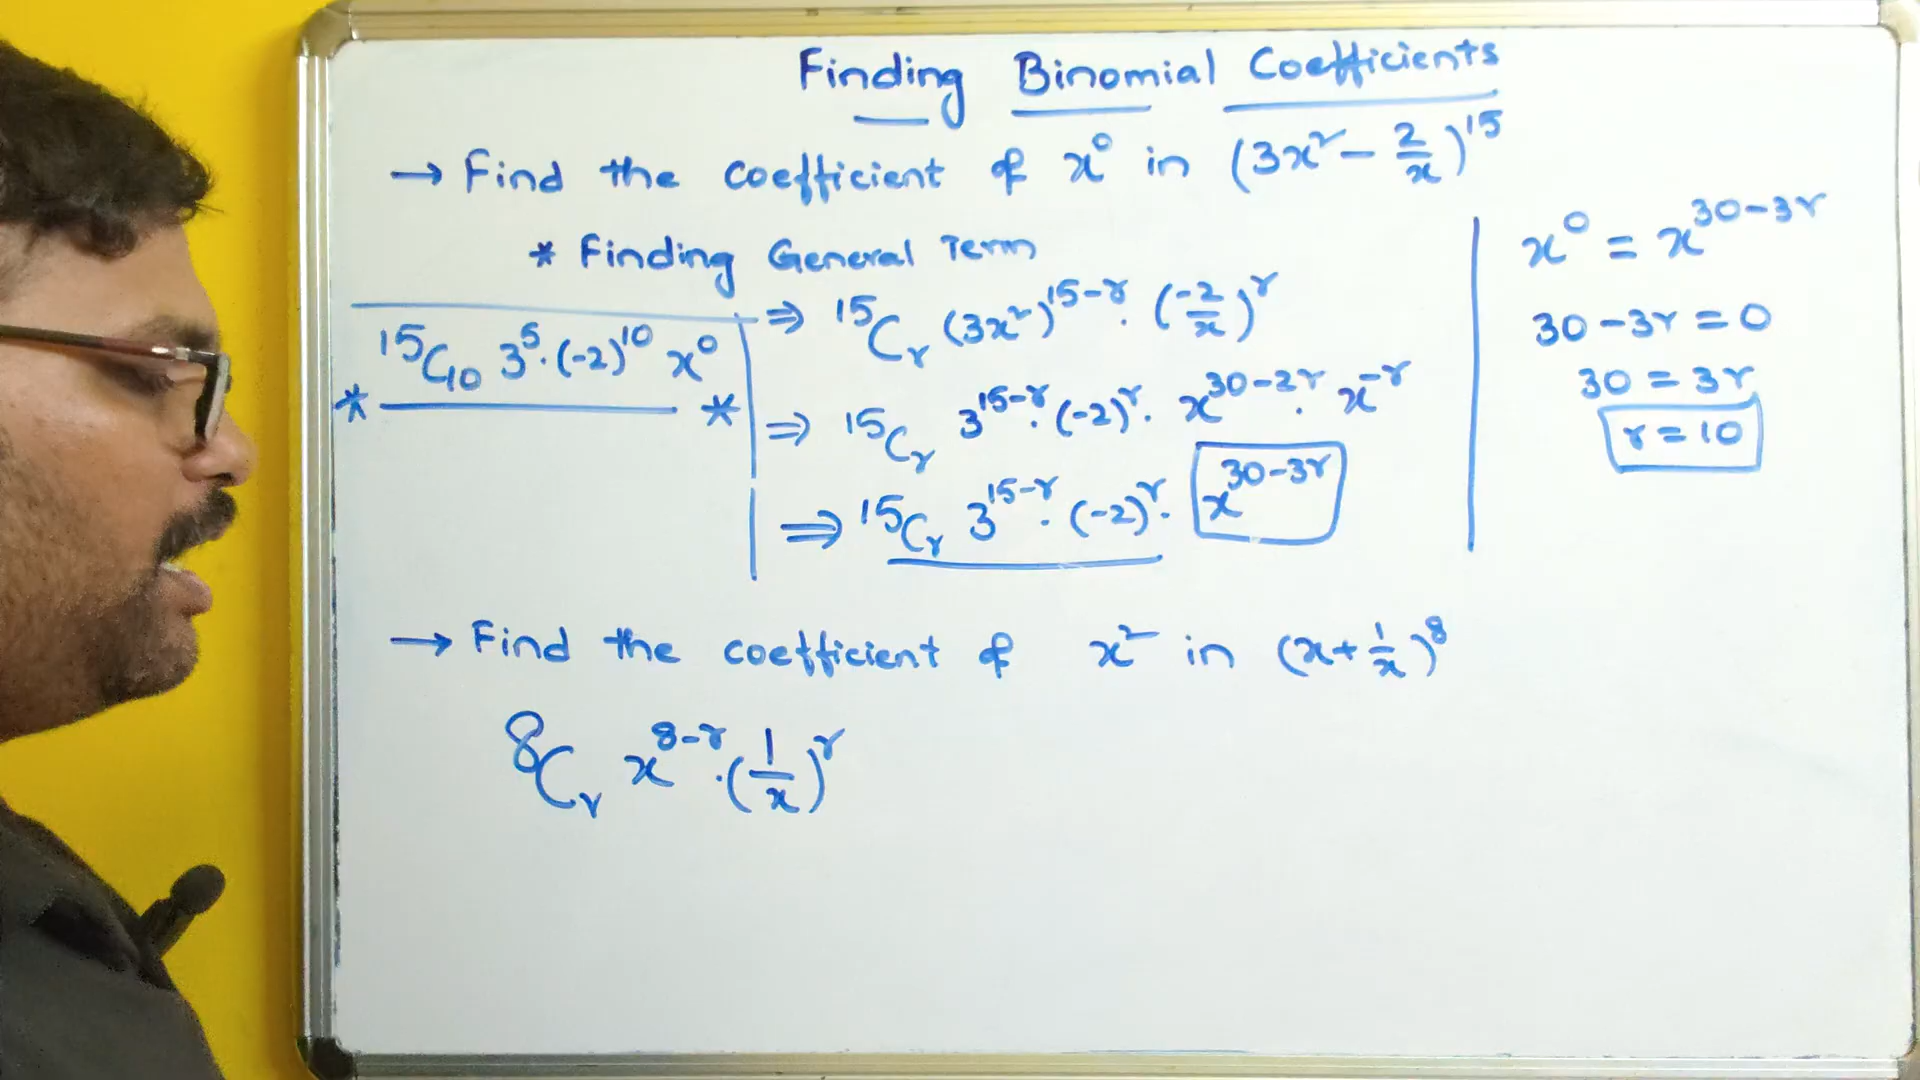 Finding Binomial Coefficients
→ Find the coefficient of x⁰ in (3x² - 2/x)¹⁵
* Finding General Term
⇒ ¹⁵Cᵣ (3x²)¹⁵⁻ʳ · (-2/x)ʳ
⇒ ¹⁵Cᵣ 3¹⁵⁻ʳ · (-2)ʳ · x³⁰⁻²ʳ · x⁻ʳ
⇒ ¹⁵Cᵣ 3¹⁵⁻ʳ · (-2)ʳ · x³⁰⁻³ʳ
x⁰ = x³⁰⁻³ʳ
30 - 3r = 0
30 = 3r
r = 10
¹⁵C₁₀ 3⁵ · (-2)¹⁰ x⁰
* *
→ Find the coefficient of x² in (x + 1/x)⁸
⁸Cᵣ x⁸⁻ʳ · (1/x)ʳ